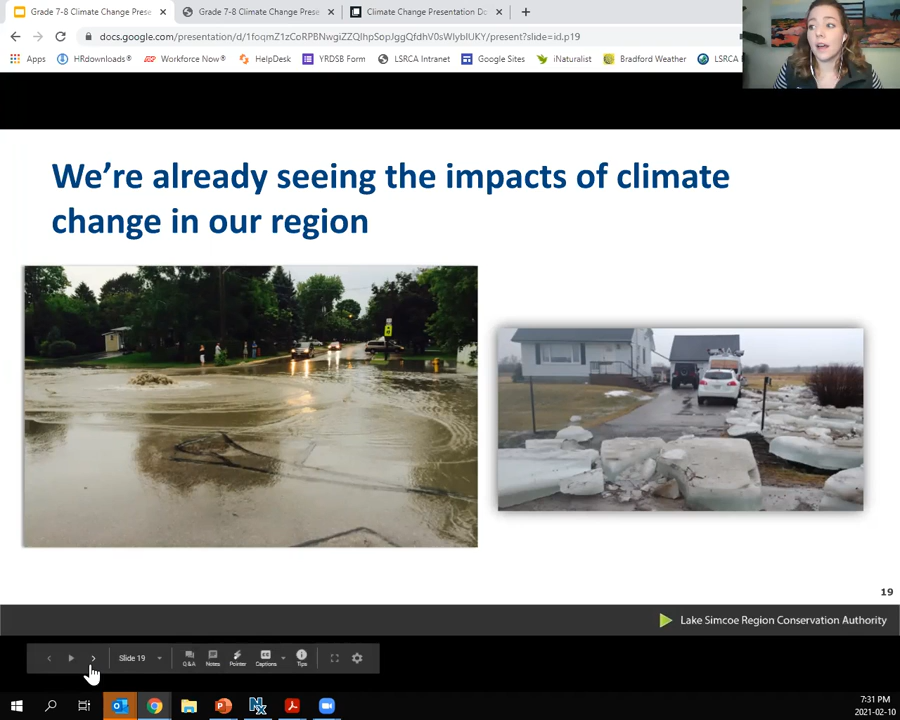 Grade 7-8 Climate Change Prese
Grade 7-8 Climate Change Prese
Climate Change Presentation Do
docs.google.com/presentation/d/1foqmZ1zCoRPBNwgiZZQIhpSopJggQfdhV0sWlybIUKY/present?slide=id.p19
Apps
HRdownloads®
Workforce Now®
HelpDesk
YRDSB Form
LSRCA Intranet
Google Sites
iNaturalist
Bradford Weather
LSRCA
We're already seeing the impacts of climate
change in our region
19
Lake Simcoe Region Conservation Authority
Slide 19
Q&A
Notes
Pointer
Captions
Tips
7:31 PM
2021-02-10